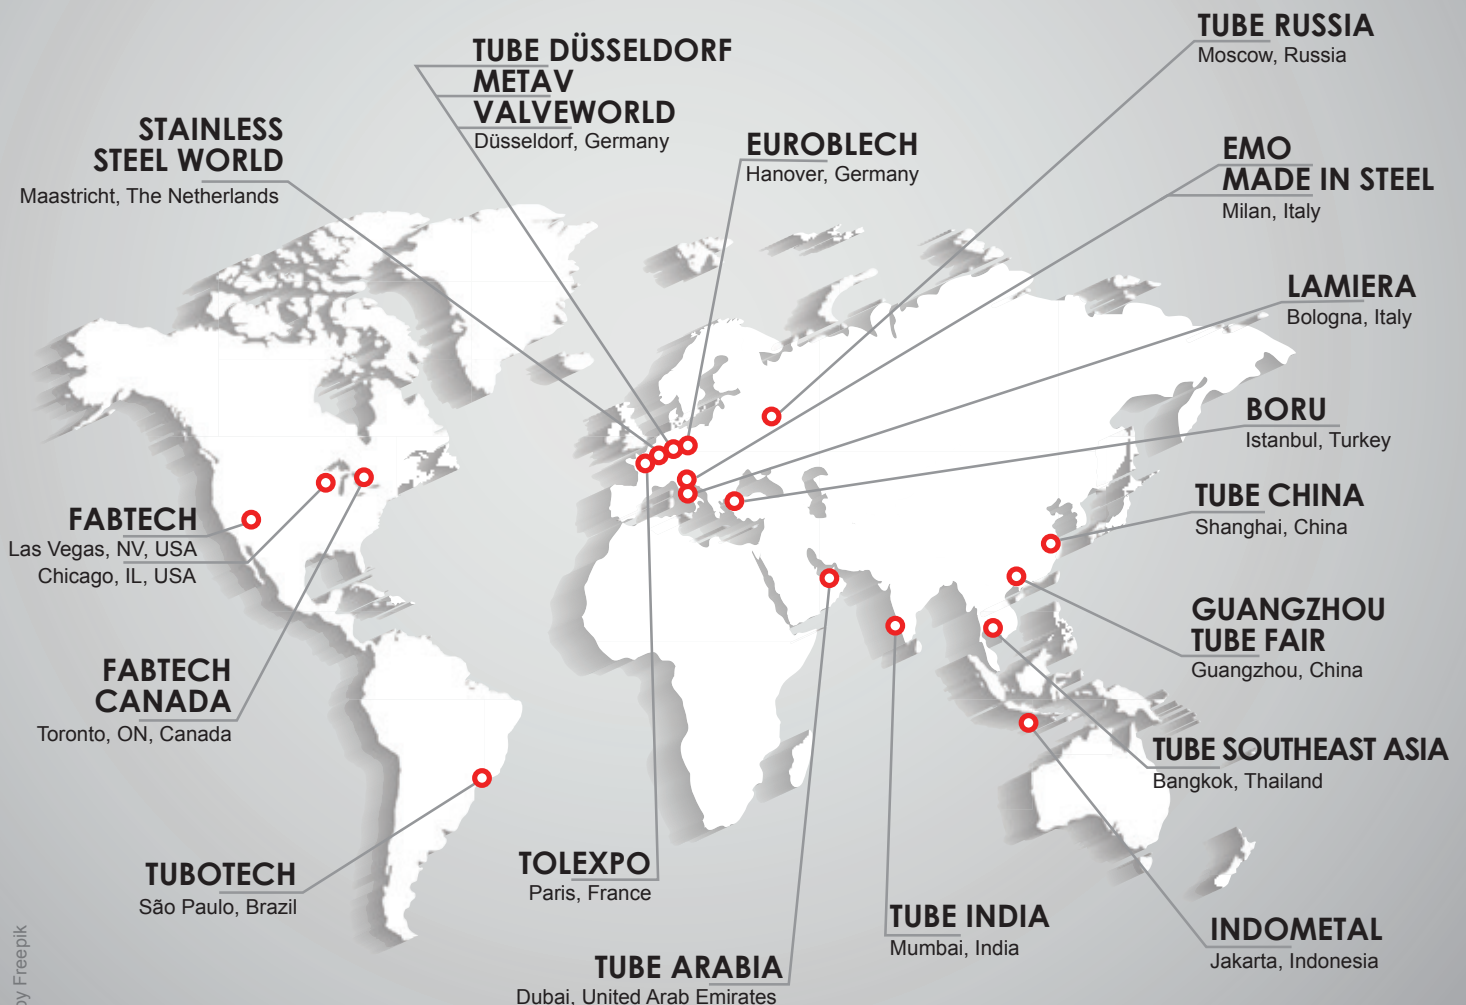 TUBE RUSSIA
Moscow, Russia
TUBE DÜSSELDORF
METAV
VALVEWORLD
Düsseldorf, Germany
STAINLESS
STEEL WORLD
Maastricht, The Netherlands
EUROBLECH
Hanover, Germany
EMO
MADE IN STEEL
Milan, Italy
LAMIERA
Bologna, Italy
BORU
Istanbul, Turkey
TUBE CHINA
Shanghai, China
FABTECH
Las Vegas, NV, USA
Chicago, IL, USA
GUANGZHOU
TUBE FAIR
Guangzhou, China
FABTECH
CANADA
Toronto, ON, Canada
TUBE SOUTHEAST ASIA
Bangkok, Thailand
TUBOTECH
São Paulo, Brazil
TOLEXPO
Paris, France
TUBE INDIA
Mumbai, India
INDOMETAL
Jakarta, Indonesia
TUBE ARABIA
Dubai, United Arab Emirates
by Freepik